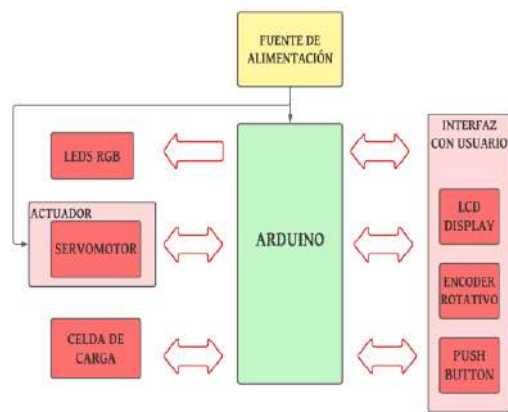 FUENTE DE
ALIMENTACIÓN
INTERFAZ
CON USUARIO
LEDS RGB
LCD
DISPLAY
ACTUADOR
SERVOMOTOR
ARDUINO
ENCODER
ROTATIVO
CELDA DE
CARGA
PUSH
BUTTON